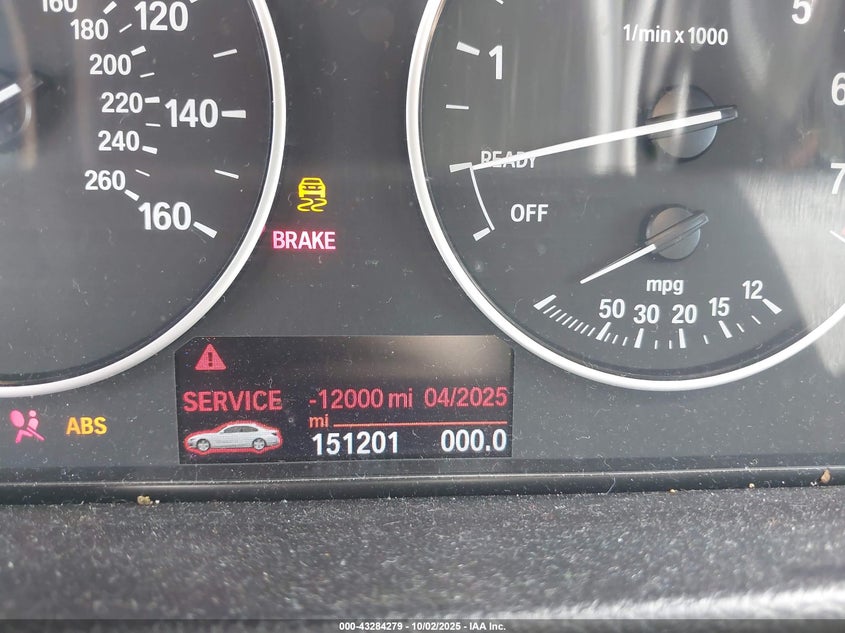 160
180
120
200
220
140
240
260
160
1/min x 1000
1
5
6
7
READY
OFF
mpg
50 30 20 15 12
BRAKE
SERVICE -12000 mi 04/2025
mi
151201 000.0
ABS
000-43284279 - 10/02/2025 - IAA Inc.